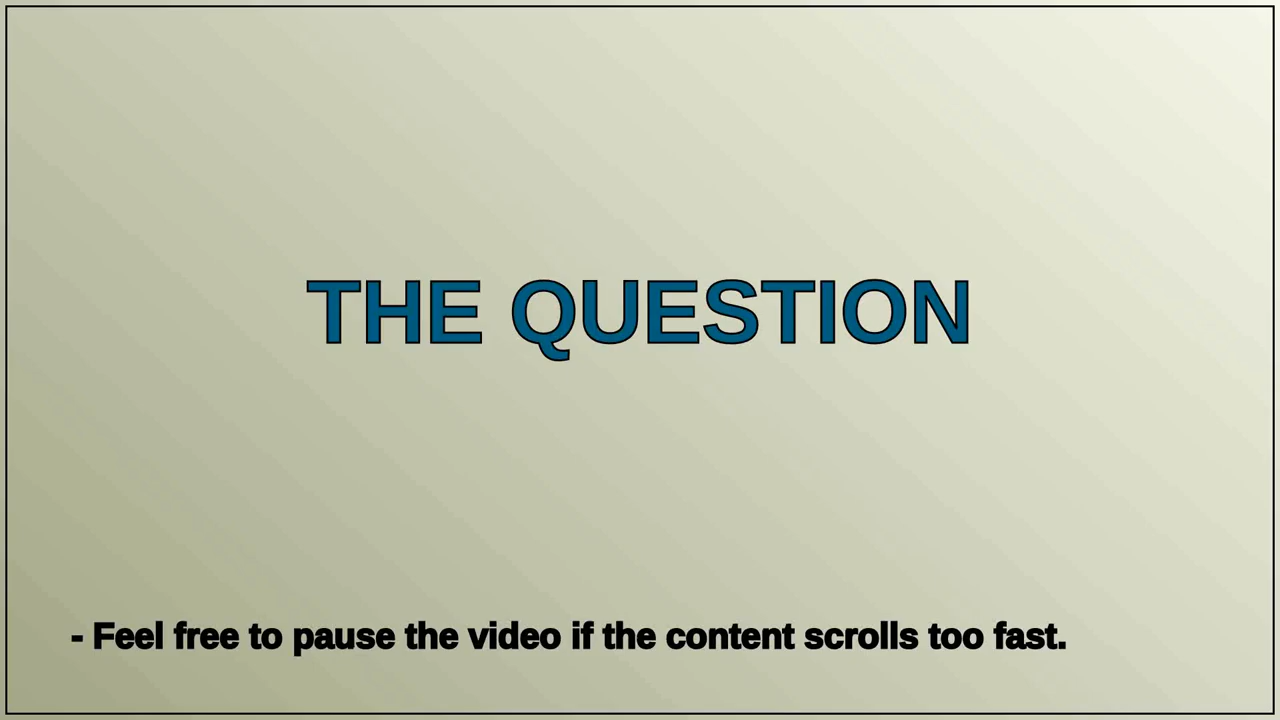 THE QUESTION
- Feel free to pause the video if the content scrolls too fast.